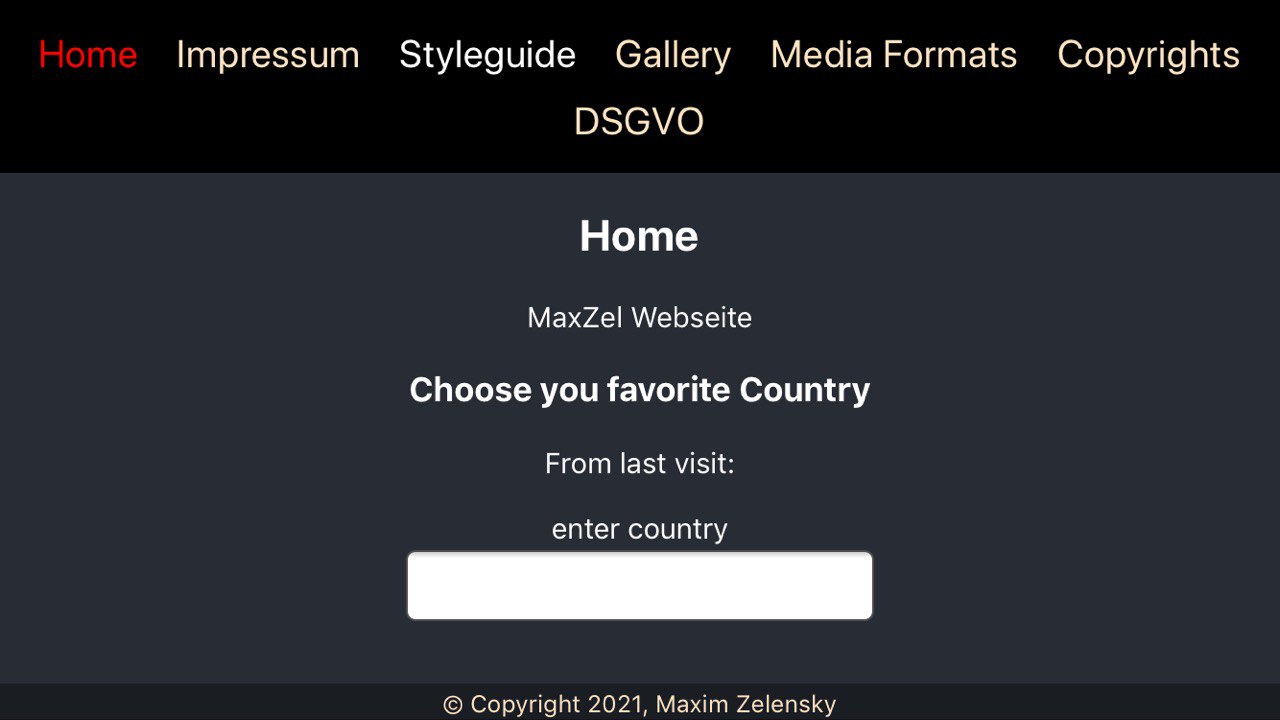 Home Impressum Styleguide Gallery Media Formats Copyrights
DSGVO
Home
MaxZel Webseite
Choose you favorite Country
From last visit:
enter country
© Copyright 2021, Maxim Zelensky